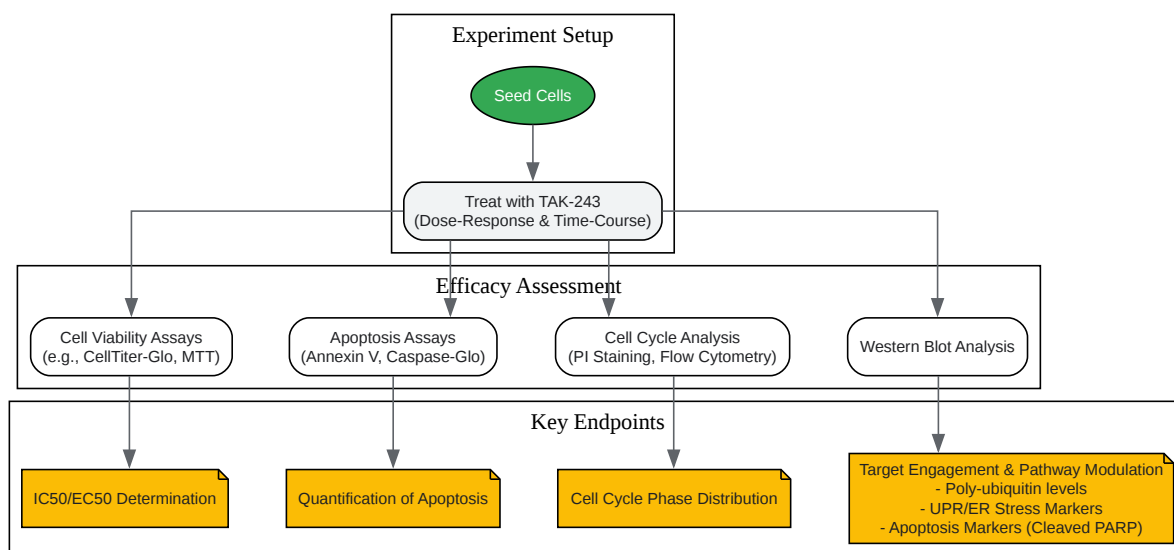 Experiment Setup
Seed Cells
Treat with TAK-243
(Dose-Response & Time-Course)
Efficacy Assessment
Cell Viability Assays
(e.g., CellTiter-Glo, MTT)
Apoptosis Assays
(Annexin V, Caspase-Glo)
Cell Cycle Analysis
(PI Staining, Flow Cytometry)
Western Blot Analysis
Key Endpoints
IC50/EC50 Determination
Quantification of Apoptosis
Cell Cycle Phase Distribution
Target Engagement & Pathway Modulation
- Poly-ubiquitin levels
- UPR/ER Stress Markers
- Apoptosis Markers (Cleaved PARP)